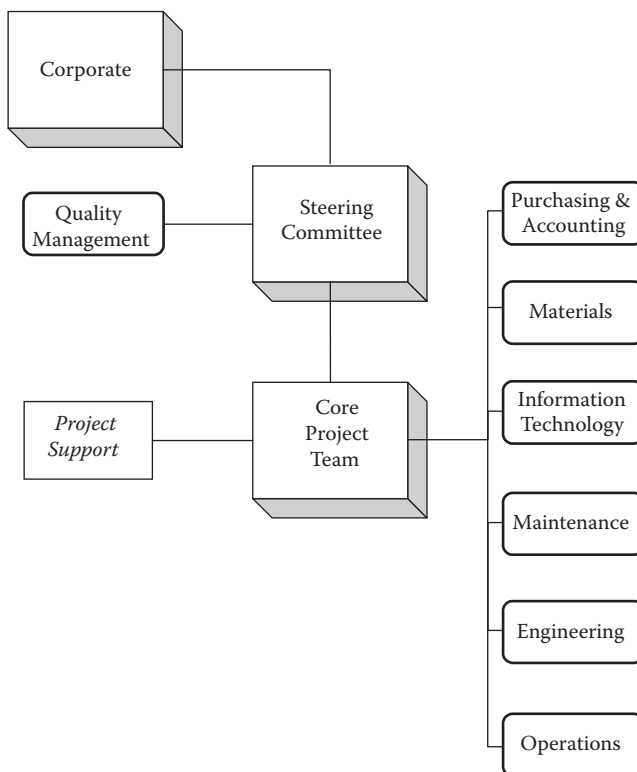 Corporate
Quality
Management
Steering
Committee
Purchasing &
Accounting
Materials
Project
Support
Core
Project
Team
Information
Technology
Maintenance
Engineering
Operations